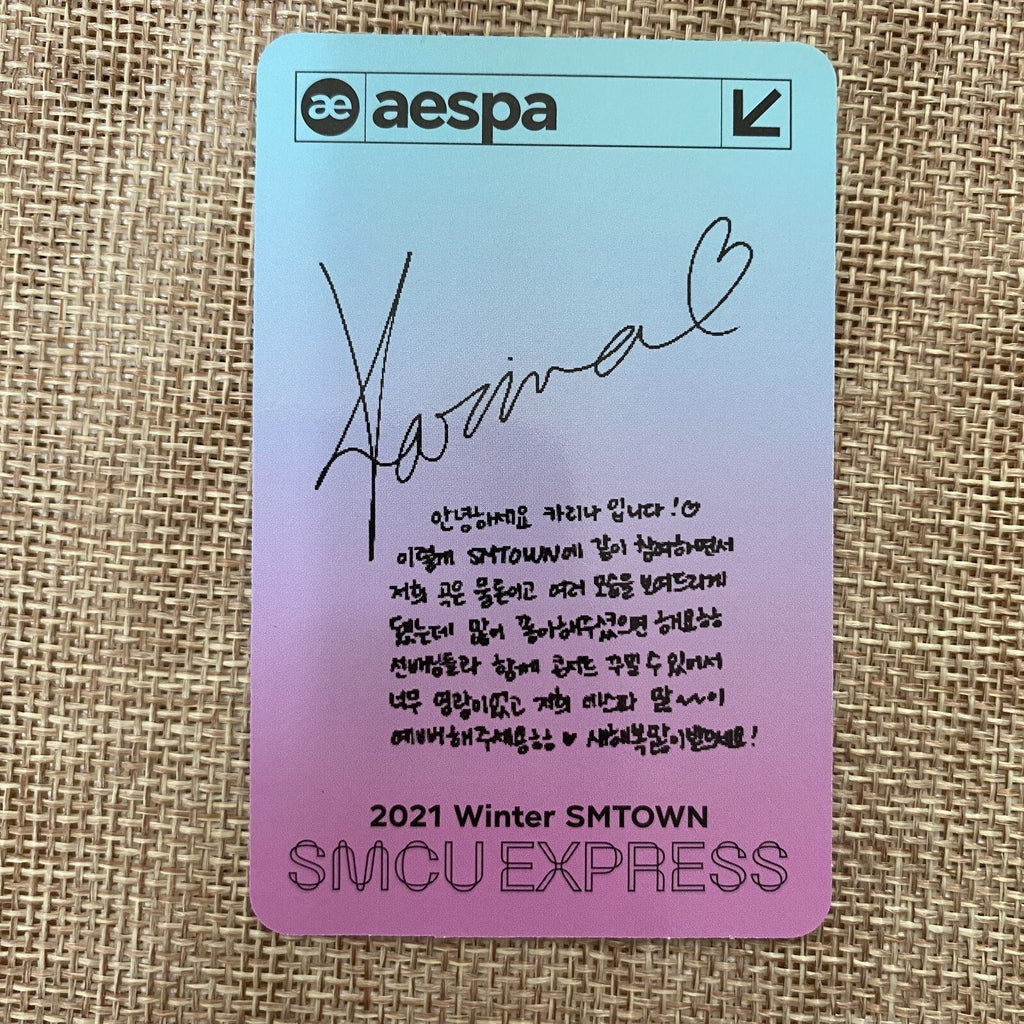 ae aespa
Karina
안녕하세요 카리나 입니다!♡
이렇게 SMTOWN에 같이 참여하면서
저희 곡은 물론이고 여러 모습을 보여드리게
됐는데 많이 좋아해주셨으면 해요ㅎㅎ
선배님들과 함께 콘서트 꾸밀 수 있어서
너무 영광이었고 저희 에스파 많~~이
예뻐해주세용ㅎㅎ ♥ 새해복많이받으세요!
2021 Winter SMTOWN
SMCU EXPRESS